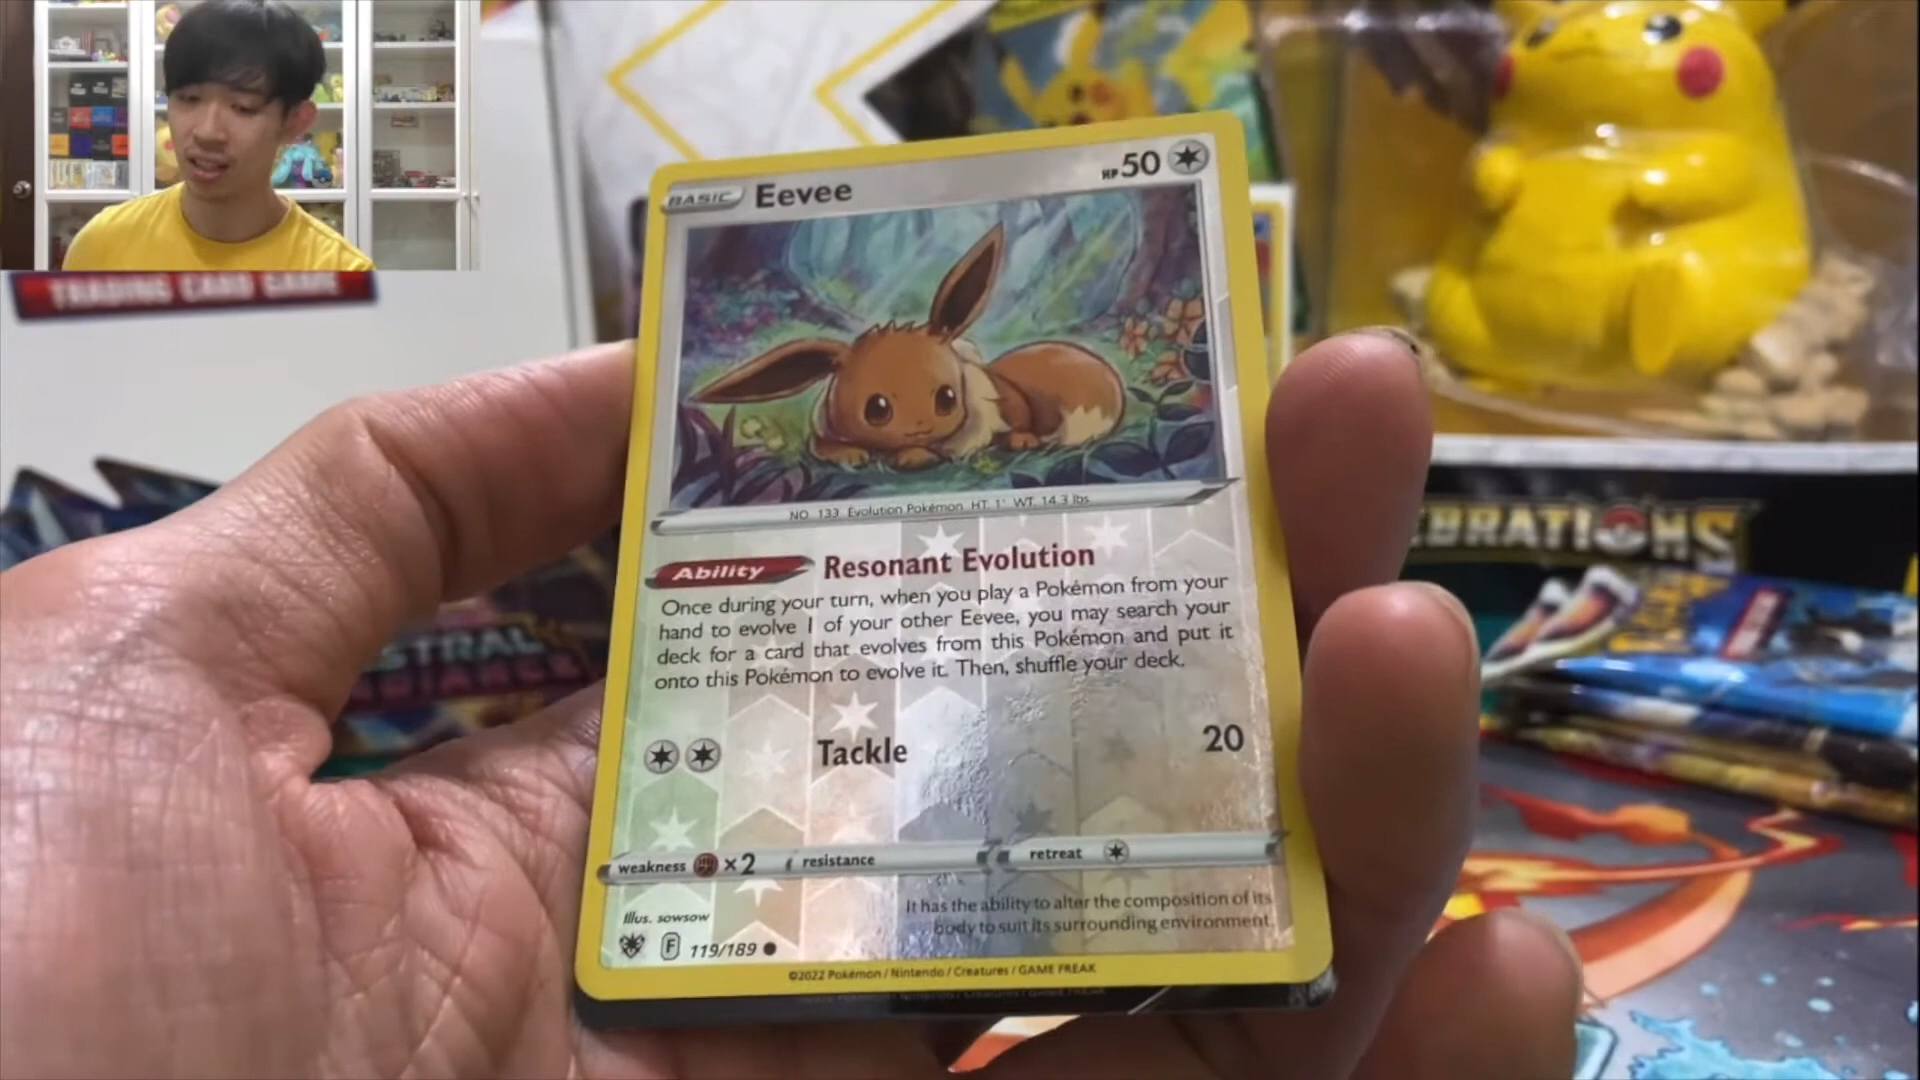 TRADING CARD GAME
BASIC Eevee HP 50
NO. 133 Evolution Pokémon HT. 1' WT. 14.3 lbs.
Ability Resonant Evolution
Once during your turn, when you play a Pokémon from your
hand to evolve 1 of your other Eevee, you may search your
deck for a card that evolves from this Pokémon and put it
onto this Pokémon to evolve it. Then, shuffle your deck.
Tackle 20
weakness ×2 resistance retreat
It has the ability to alter the composition of its
body to suit its surrounding environment.
Illus. sowsow
F 119/189
©2022 Pokémon / Nintendo / Creatures / GAME FREAK
STRAL
EBRATIONS